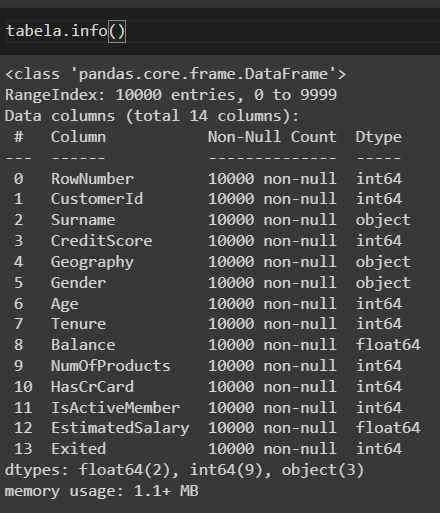 tabela.info()
<class 'pandas.core.frame.DataFrame'>
RangeIndex: 10000 entries, 0 to 9999
Data columns (total 14 columns):
 #   Column           Non-Null Count  Dtype
---  ------           --------------  -----
 0   RowNumber        10000 non-null  int64
 1   CustomerId       10000 non-null  int64
 2   Surname          10000 non-null  object
 3   CreditScore      10000 non-null  int64
 4   Geography        10000 non-null  object
 5   Gender           10000 non-null  object
 6   Age              10000 non-null  int64
 7   Tenure           10000 non-null  int64
 8   Balance          10000 non-null  float64
 9   NumOfProducts    10000 non-null  int64
 10  HasCrCard        10000 non-null  int64
 11  IsActiveMember   10000 non-null  int64
 12  EstimatedSalary  10000 non-null  float64
 13  Exited           10000 non-null  int64
dtypes: float64(2), int64(9), object(3)
memory usage: 1.1+ MB